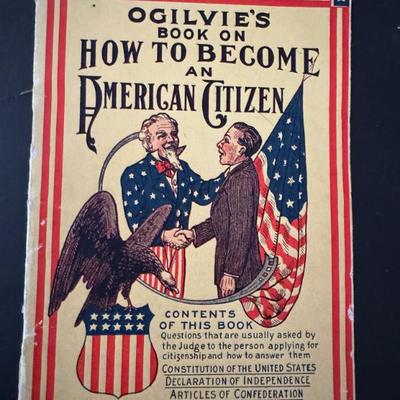 OGILVIE'S
BOOK ON
HOW TO BECOME
AN
AMERICAN CITIZEN
CONTENTS
OF THIS BOOK
Questions that are usually asked by
the Judge to the person applying for
citizenship and how to answer them
CONSTITUTION OF THE UNITED STATES
DECLARATION OF INDEPENDENCE
ARTICLES OF CONFEDERATION